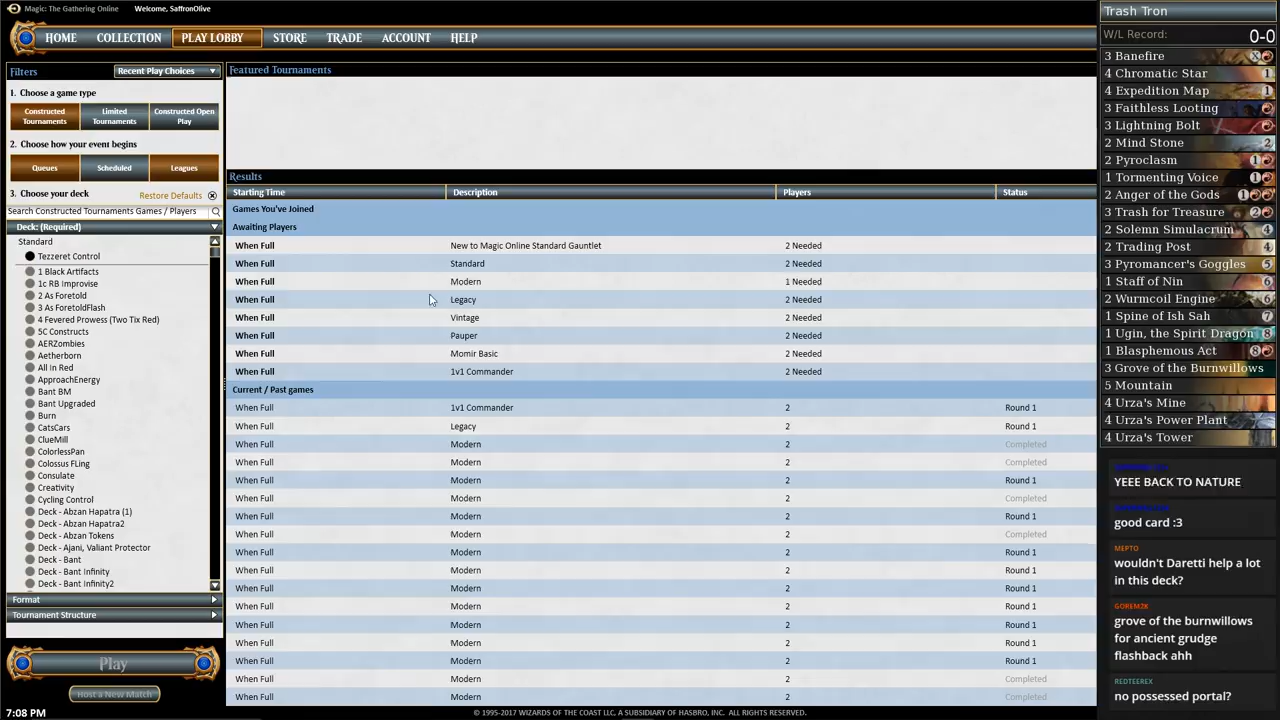 Magic: The Gathering Online Welcome, SaffronOlive
HOME COLLECTION PLAY LOBBY STORE TRADE ACCOUNT HELP
Filters Recent Play Choices
1. Choose a game type
Constructed Tournaments Limited Tournaments Constructed Open Play
2. Choose how your event begins
Queues Scheduled Leagues
3. Choose your deck Restore Defaults
Search Constructed Tournaments Games / Players
Deck: (Required)
Standard
Tezzeret Control
1 Black Artifacts
1c RB Improvise
2 As Foretold
3 As ForetoldFlash
4 Fevered Prowess (Two Tix Red)
5C Constructs
AERZombies
Aetherborn
All In Red
ApproachEnergy
Bant BM
Bant Upgraded
Burn
CatsCars
ClueMill
ColorlessPan
Colossus FLing
Consulate
Creativity
Cycling Control
Deck - Abzan Hapatra (1)
Deck - Abzan Hapatra2
Deck - Abzan Tokens
Deck - Ajani, Valiant Protector
Deck - Bant
Deck - Bant Infinity
Deck - Bant Infinity2
Format
Tournament Structure
Play
Host a New Match
7:08 PM
Featured Tournaments
Results
Starting Time Description Players Status
Games You've Joined
Awaiting Players
When Full New to Magic Online Standard Gauntlet 2 Needed
When Full Standard 2 Needed
When Full Modern 1 Needed
When Full Legacy 2 Needed
When Full Vintage 2 Needed
When Full Pauper 2 Needed
When Full Momir Basic 2 Needed
When Full 1v1 Commander 2 Needed
Current / Past games
When Full 1v1 Commander 2 Round 1
When Full Legacy 2 Round 1
When Full Modern 2 Completed
When Full Modern 2 Completed
When Full Modern 2 Round 1
When Full Modern 2 Completed
When Full Modern 2 Round 1
When Full Modern 2 Completed
When Full Modern 2 Round 1
When Full Modern 2 Round 1
When Full Modern 2 Round 1
When Full Modern 2 Round 1
When Full Modern 2 Round 1
When Full Modern 2 Round 1
When Full Modern 2 Round 1
When Full Modern 2 Completed
When Full Modern 2 Completed
© 1995-2017 WIZARDS OF THE COAST LLC, A SUBSIDIARY OF HASBRO, INC. ALL RIGHTS RESERVED.
Trash Tron
W/L Record: 0-0
3 Banefire X
4 Chromatic Star 1
4 Expedition Map 1
3 Faithless Looting
3 Lightning Bolt
2 Mind Stone 2
2 Pyroclasm 1
1 Tormenting Voice 1
2 Anger of the Gods 1
3 Trash for Treasure 2
2 Solemn Simulacrum 4
2 Trading Post 4
3 Pyromancer's Goggles 5
1 Staff of Nin 6
2 Wurmcoil Engine 6
1 Spine of Ish Sah 7
1 Ugin, the Spirit Dragon 8
1 Blasphemous Act 8
3 Grove of the Burnwillows
5 Mountain
4 Urza's Mine
4 Urza's Power Plant
4 Urza's Tower
YEEE BACK TO NATURE
good card :3
MEPTO
wouldn't Daretti help a lot
in this deck?
GOREM2K
grove of the burnwillows
for ancient grudge
flashback ahh
REDTEEREX
no possessed portal?